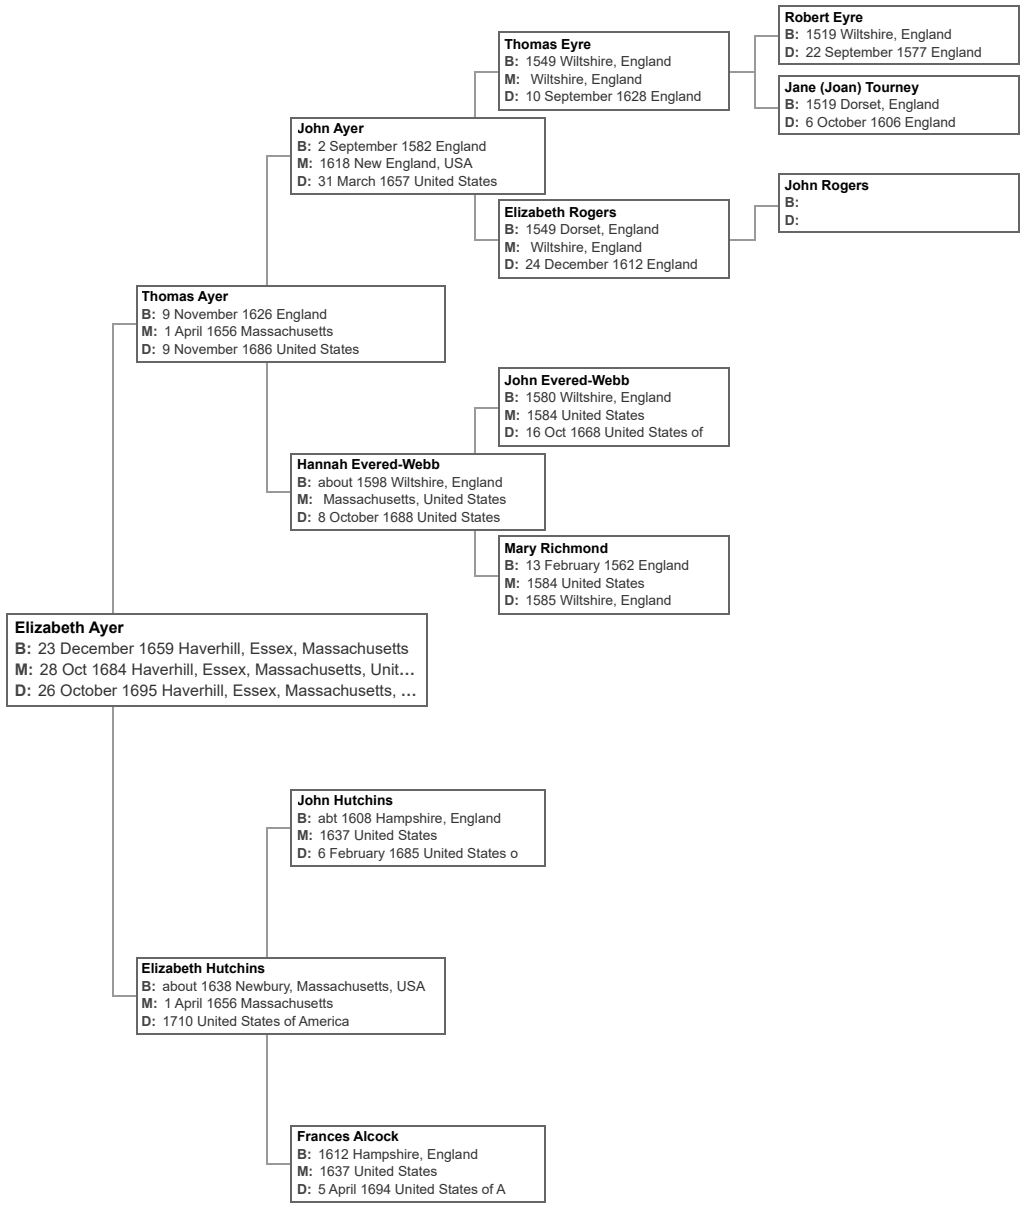 Robert Eyre
B: 1519 Wiltshire, England
D: 22 September 1577 England
Thomas Eyre
B: 1549 Wiltshire, England
M: Wiltshire, England
D: 10 September 1628 England
Jane (Joan) Tourney
B: 1519 Dorset, England
D: 6 October 1606 England
John Ayer
B: 2 September 1582 England
M: 1618 New England, USA
D: 31 March 1657 United States
John Rogers
B:
D:
Elizabeth Rogers
B: 1549 Dorset, England
M: Wiltshire, England
D: 24 December 1612 England
Thomas Ayer
B: 9 November 1626 England
M: 1 April 1656 Massachusetts
D: 9 November 1686 United States
John Evered-Webb
B: 1580 Wiltshire, England
M: 1584 United States
D: 16 Oct 1668 United States of
Hannah Evered-Webb
B: about 1598 Wiltshire, England
M: Massachusetts, United States
D: 8 October 1688 United States
Mary Richmond
B: 13 February 1562 England
M: 1584 United States
D: 1585 Wiltshire, England
Elizabeth Ayer
B: 23 December 1659 Haverhill, Essex, Massachusetts
M: 28 Oct 1684 Haverhill, Essex, Massachusetts, Unit...
D: 26 October 1695 Haverhill, Essex, Massachusetts, ...
John Hutchins
B: abt 1608 Hampshire, England
M: 1637 United States
D: 6 February 1685 United States o
Elizabeth Hutchins
B: about 1638 Newbury, Massachusetts, USA
M: 1 April 1656 Massachusetts
D: 1710 United States of America
Frances Alcock
B: 1612 Hampshire, England
M: 1637 United States
D: 5 April 1694 United States of A